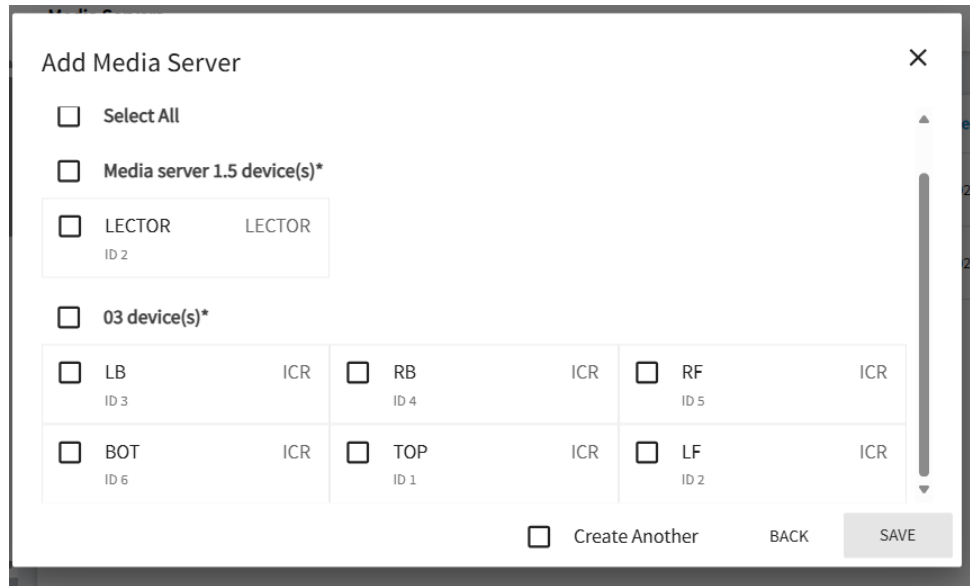 Add Media Server
Select All
Media server 1.5 device(s)*
LECTOR LECTOR
ID 2
03 device(s)*
LB ICR RB ICR RF ICR
ID 3 ID 4 ID 5
BOT ICR TOP ICR LF ICR
ID 6 ID 1 ID 2
Create Another BACK SAVE